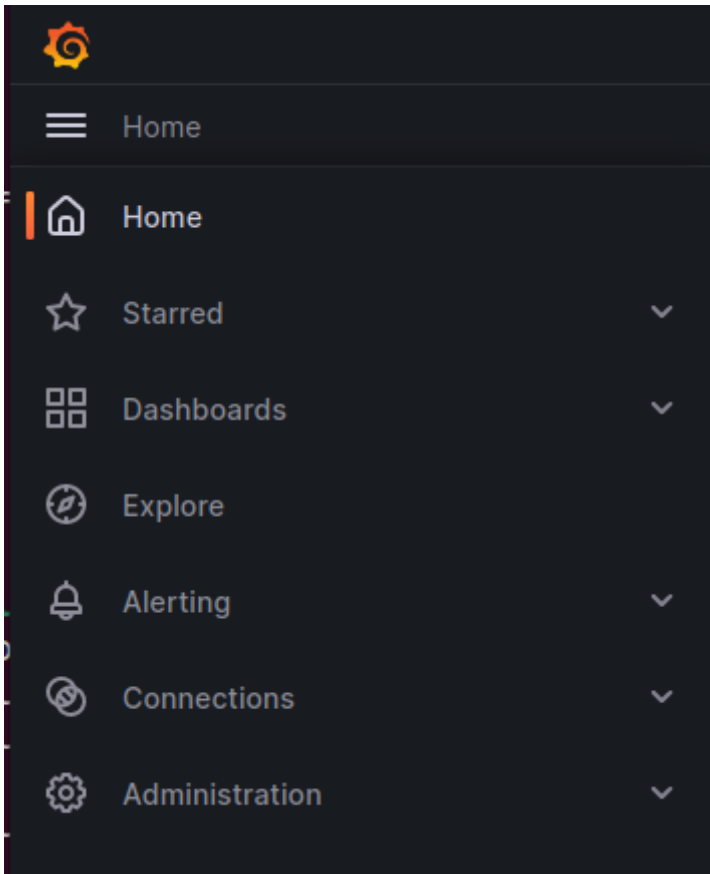 Home
Home
Starred
Dashboards
Explore
Alerting
Connections
Administration